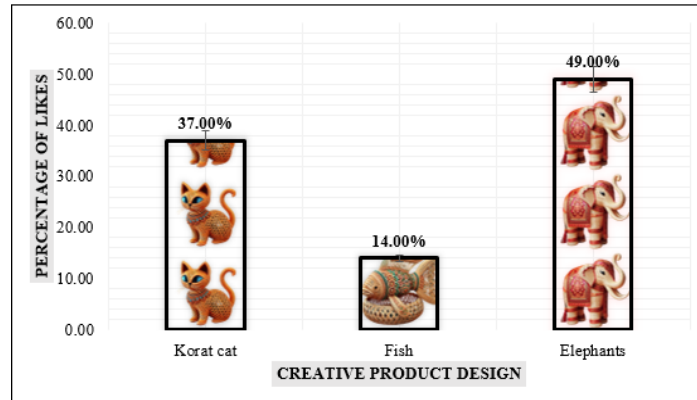 PERCENTAGE OF LIKES
60.00
50.00
40.00
30.00
20.00
10.00
0.00
37.00%
14.00%
49.00%
Korat cat
Fish
Elephants
CREATIVE PRODUCT DESIGN